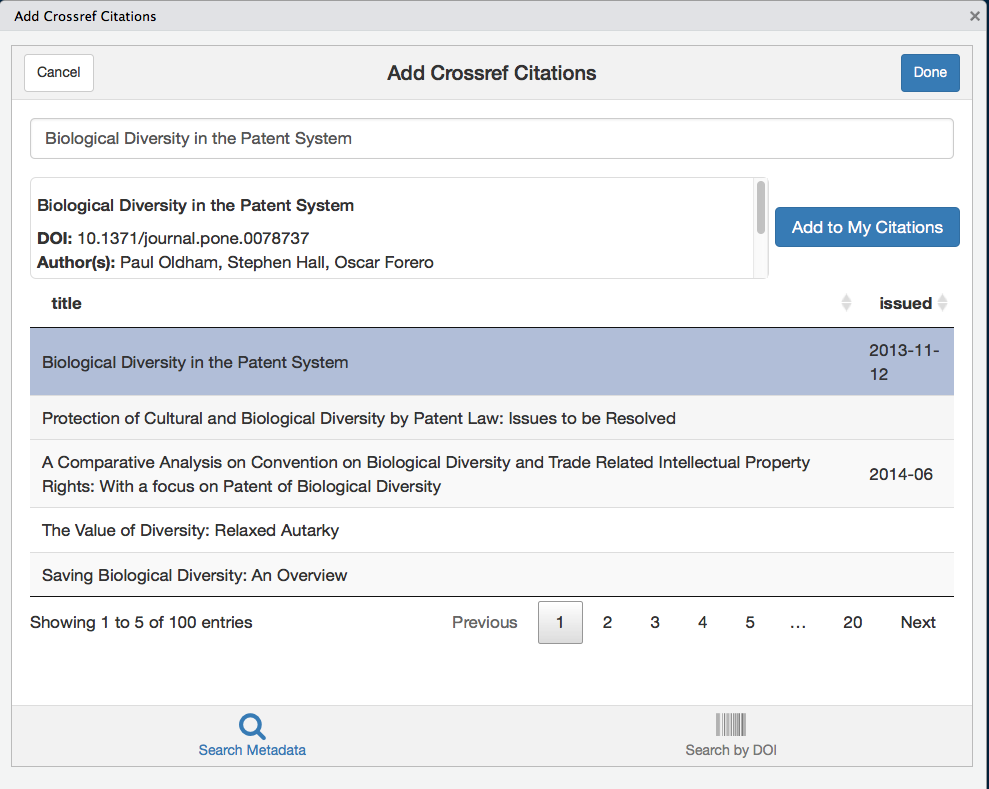 Add Crossref Citations
Cancel
Add Crossref Citations
Done
Biological Diversity in the Patent System
Biological Diversity in the Patent System
DOI: 10.1371/journal.pone.0078737
Author(s): Paul Oldham, Stephen Hall, Oscar Forero
Add to My Citations
title issued
Biological Diversity in the Patent System 2013-11-
12
Protection of Cultural and Biological Diversity by Patent Law: Issues to be Resolved
A Comparative Analysis on Convention on Biological Diversity and Trade Related Intellectual Property
Rights: With a focus on Patent of Biological Diversity
2014-06
The Value of Diversity: Relaxed Autarky
Saving Biological Diversity: An Overview
Showing 1 to 5 of 100 entries Previous 1 2 3 4 5 ... 20 Next
Search Metadata Search by DOI